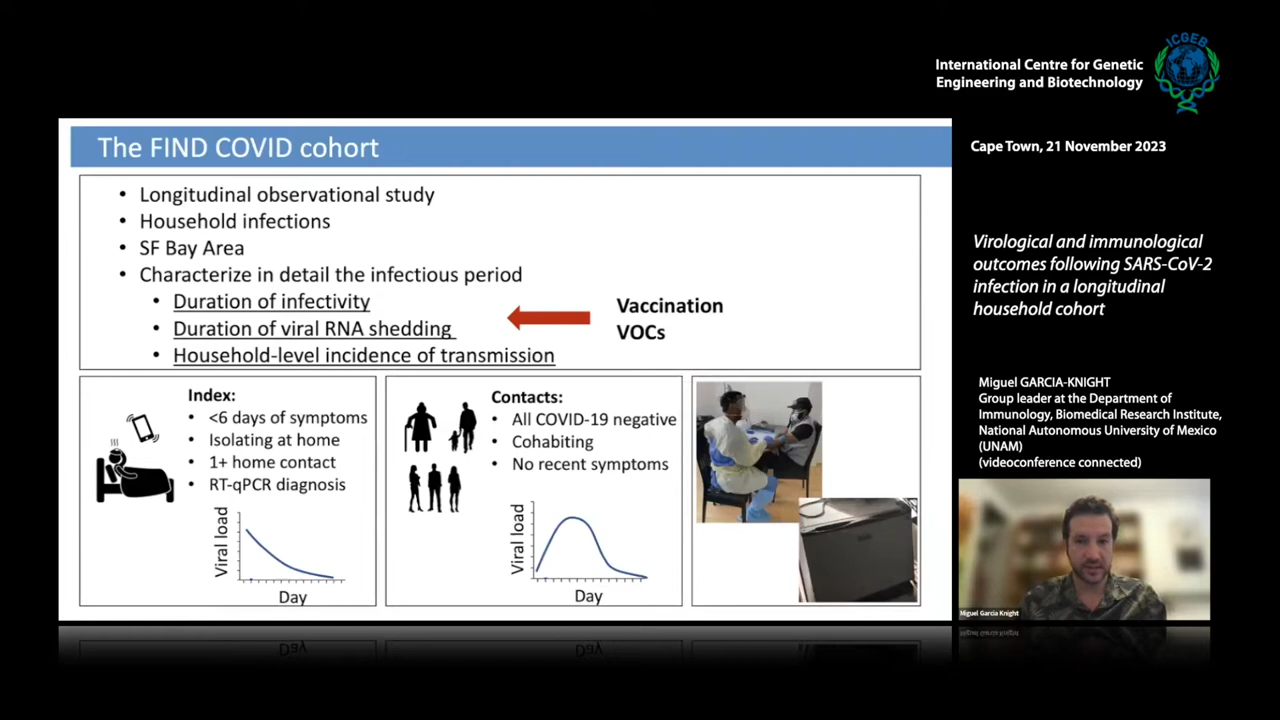 ICGEB
International Centre for Genetic
Engineering and Biotechnology
Cape Town, 21 November 2023
Virological and immunological
outcomes following SARS-CoV-2
infection in a longitudinal
household cohort
Miguel GARCIA-KNIGHT
Group leader at the Department of
Immunology, Biomedical Research Institute,
National Autonomous University of Mexico
(UNAM)
(videoconference connected)
Miguel Garcia Knight
The FIND COVID cohort
• Longitudinal observational study
• Household infections
• SF Bay Area
• Characterize in detail the infectious period
• Duration of infectivity
• Duration of viral RNA shedding
• Household-level incidence of transmission
Vaccination
VOCs
Index:
• <6 days of symptoms
• Isolating at home
• 1+ home contact
• RT-qPCR diagnosis
Viral load
Day
Contacts:
• All COVID-19 negative
• Cohabiting
• No recent symptoms
Viral load
Day